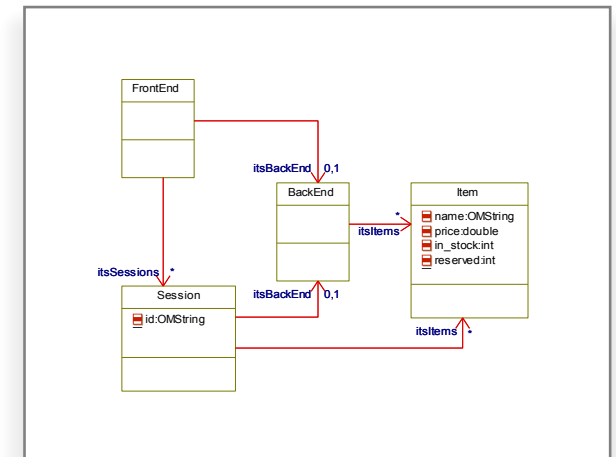 FrontEnd
itsBackEnd 0,1
BackEnd
Item
name:OMString
price:double
in_stock:int
reserved:int
*
itsItems
itsSessions *
Session
id:OMString
itsBackEnd 0,1
itsItems *